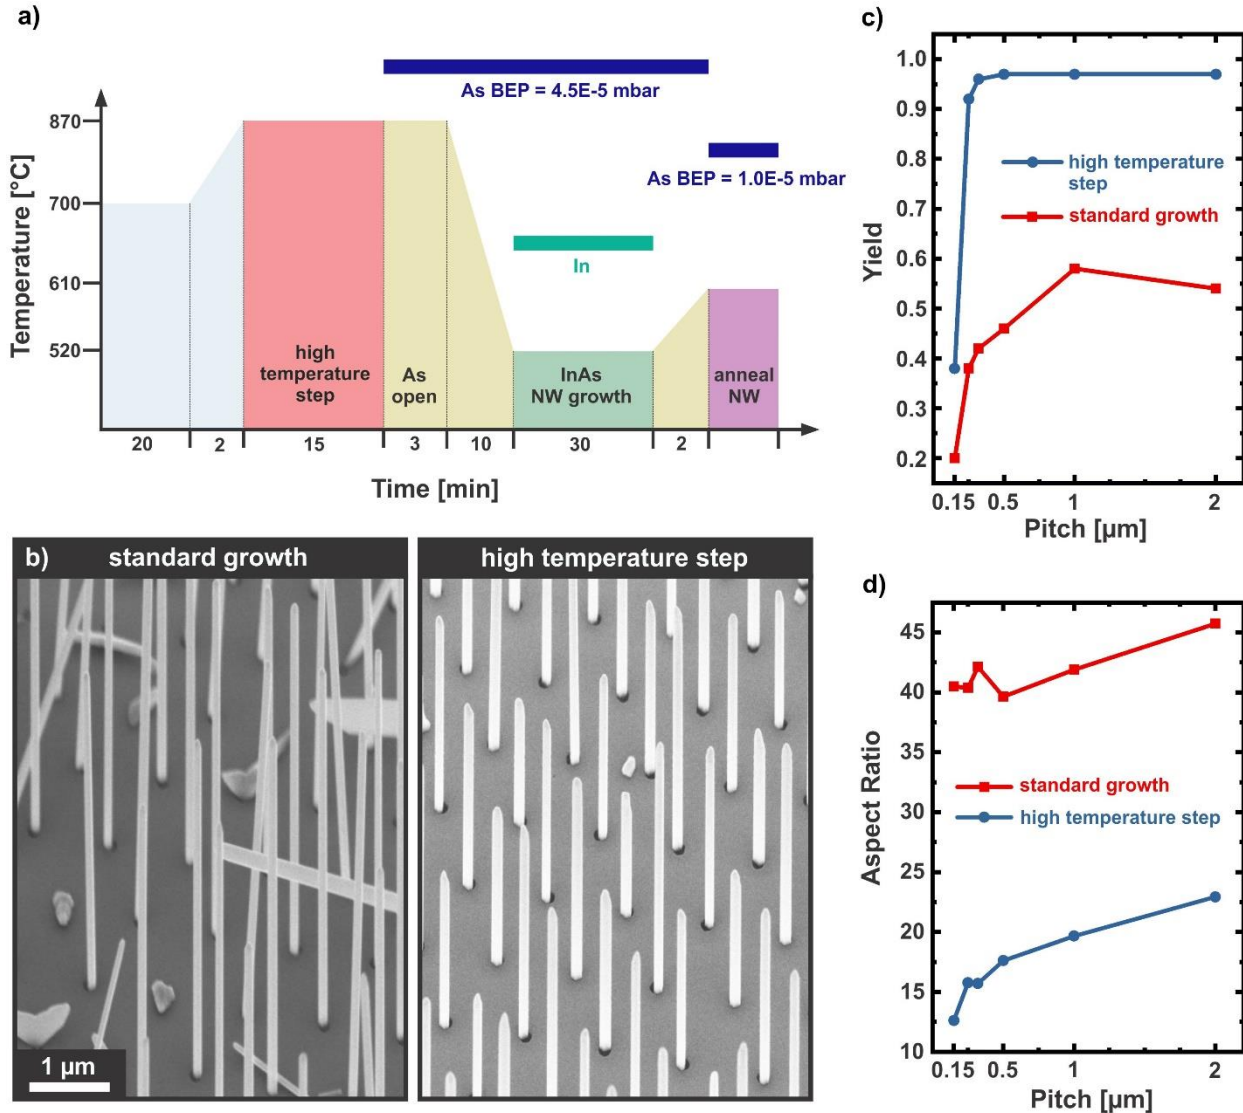 a)
As BEP = 4.5E-5 mbar
As BEP = 1.0E-5 mbar
In
Temperature [°C]
870
700
610
520
high
temperature
step
As
open
InAs
NW growth
anneal
NW
20
2
15
3
10
30
2
Time [min]
b)
standard growth
high temperature step
1 µm
c)
Yield
1.0
0.9
0.8
0.7
0.6
0.5
0.4
0.3
0.2
high temperature
step
standard growth
0.15
0.5
1
2
Pitch [µm]
d)
Aspect Ratio
45
40
35
30
25
20
15
10
standard growth
high temperature step
0.15
0.5
1
2
Pitch [µm]